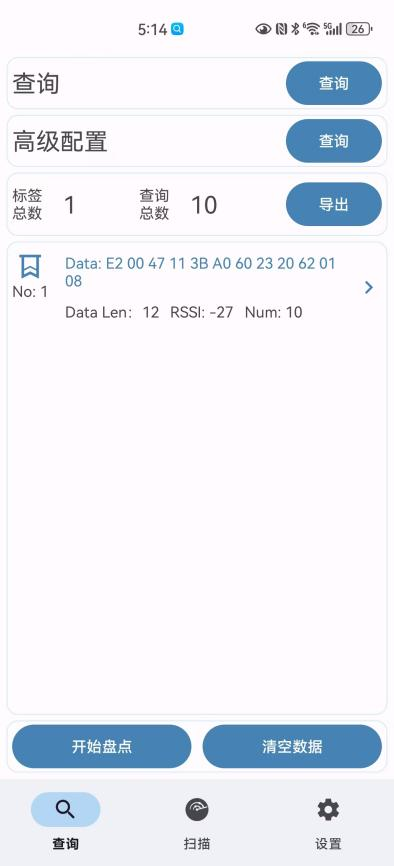 5:14
5G
26
查询
查询
高级配置
查询
标签
总数
1
查询
总数
10
导出
No: 1
Data: E2 00 47 11 3B A0 60 23 20 62 01
08
Data Len: 12 RSSI: -27 Num: 10
开始盘点
清空数据
查询
扫描
设置